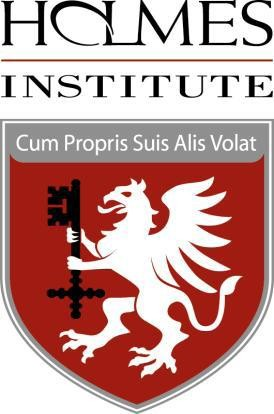 HOLMES
INSTITUTE
Cum Propris Suis Alis Volat